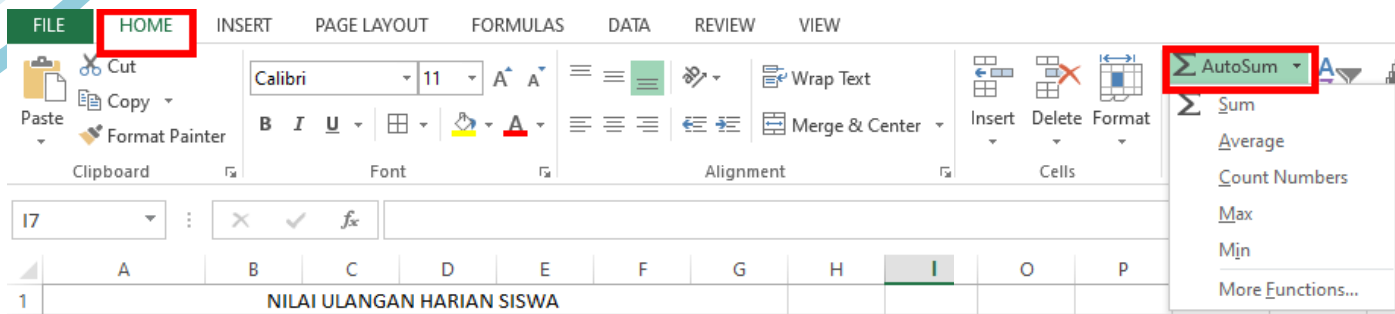 FILE HOME INSERT PAGE LAYOUT FORMULAS DATA REVIEW VIEW
Cut
Copy
Format Painter
Paste
Clipboard
Calibri 11 A A
B I U A
Font
Wrap Text
Merge & Center
Alignment
Insert Delete Format
Cells
AutoSum A
Sum
Average
Count Numbers
Max
Min
More Functions...
I7 fx
A B C D E F G H I O P
1 NILAI ULANGAN HARIAN SISWA